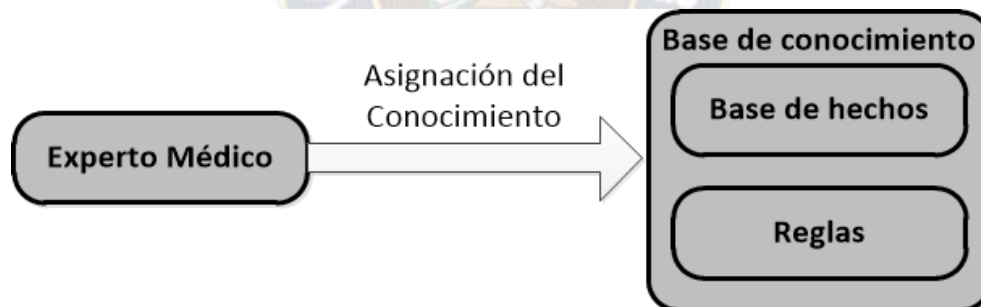 Experto Médico
Asignación del
Conocimiento
Base de conocimiento
Base de hechos
Reglas